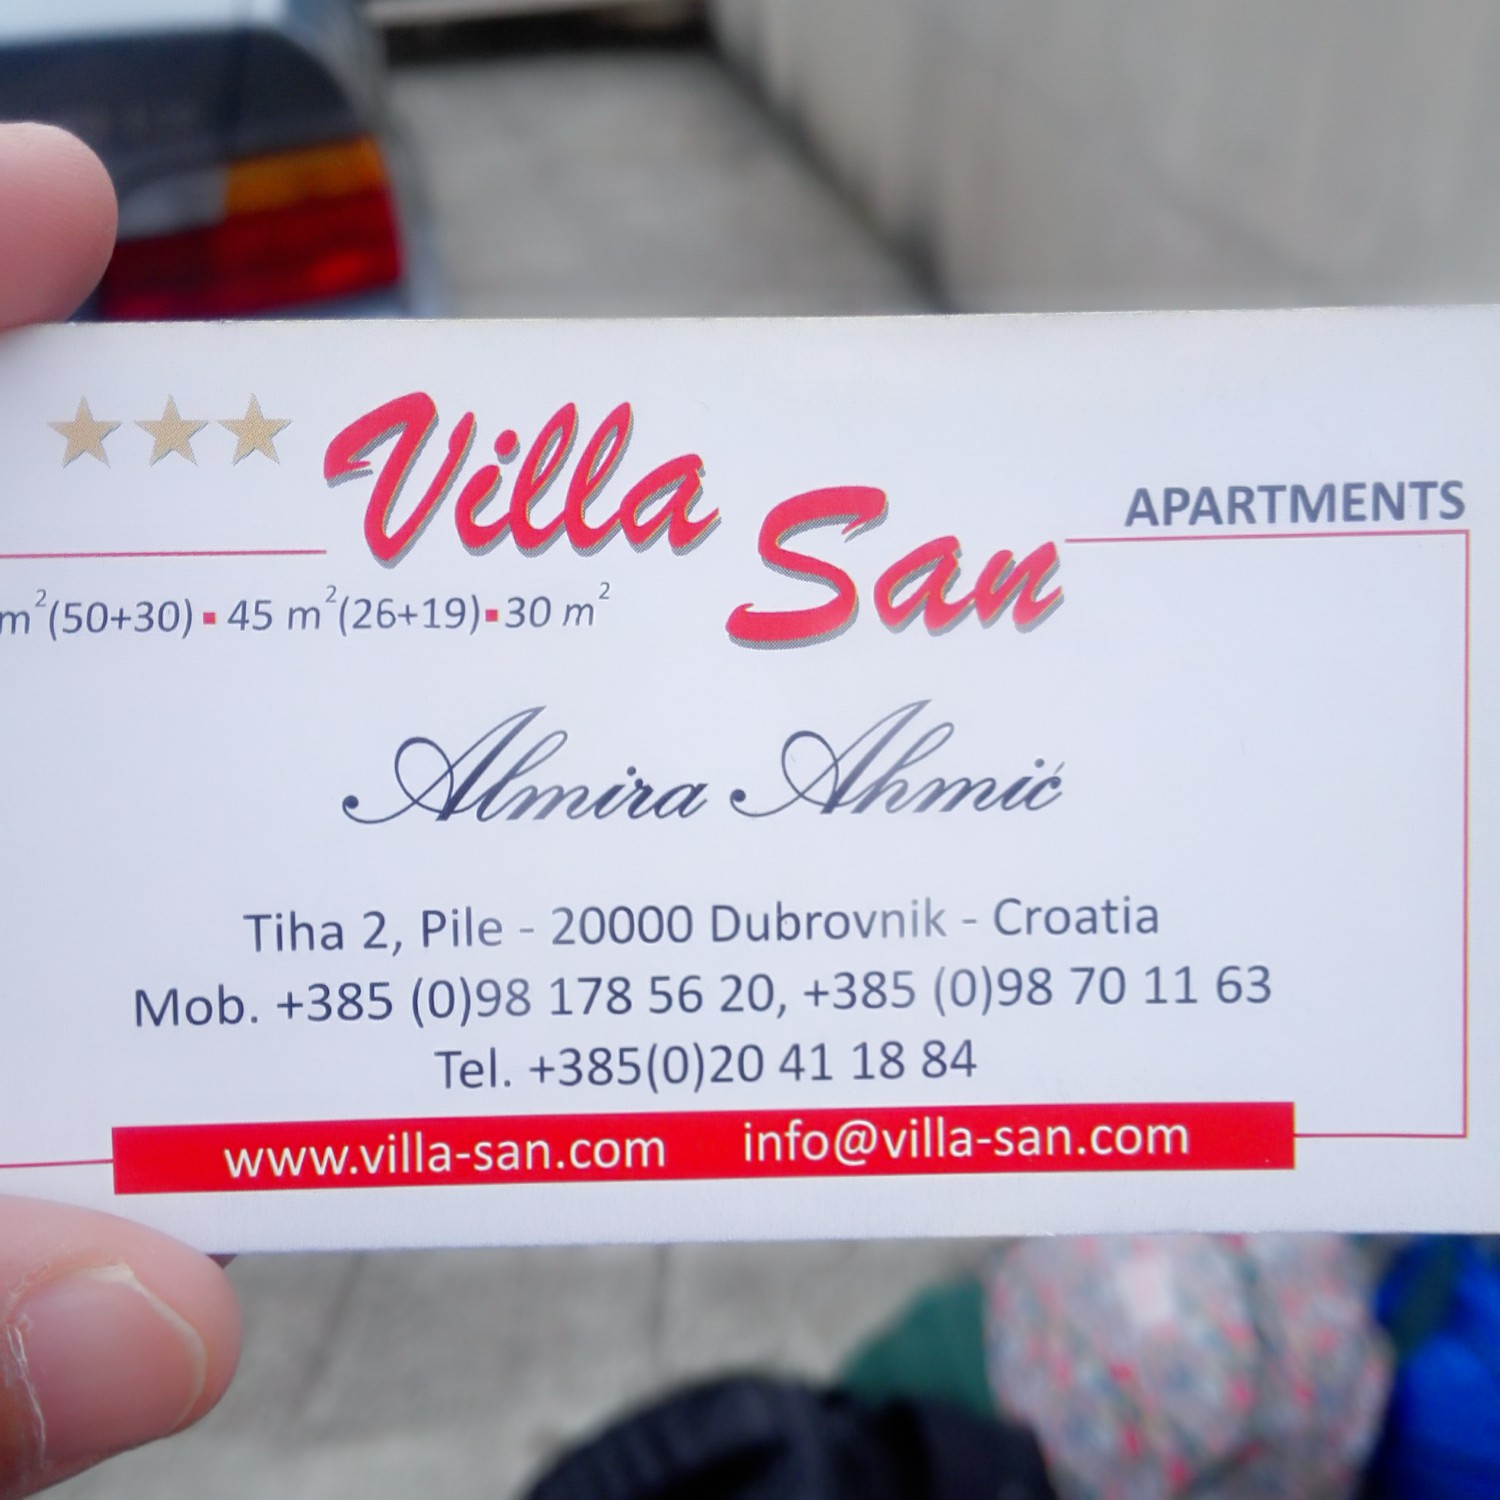 Villa San
APARTMENTS
m²(50+30) ▪ 45 m²(26+19)▪30 m²
Almira Ahmić
Tiha 2, Pile - 20000 Dubrovnik - Croatia
Mob. +385 (0)98 178 56 20, +385 (0)98 70 11 63
Tel. +385(0)20 41 18 84
www.villa-san.com info@villa-san.com